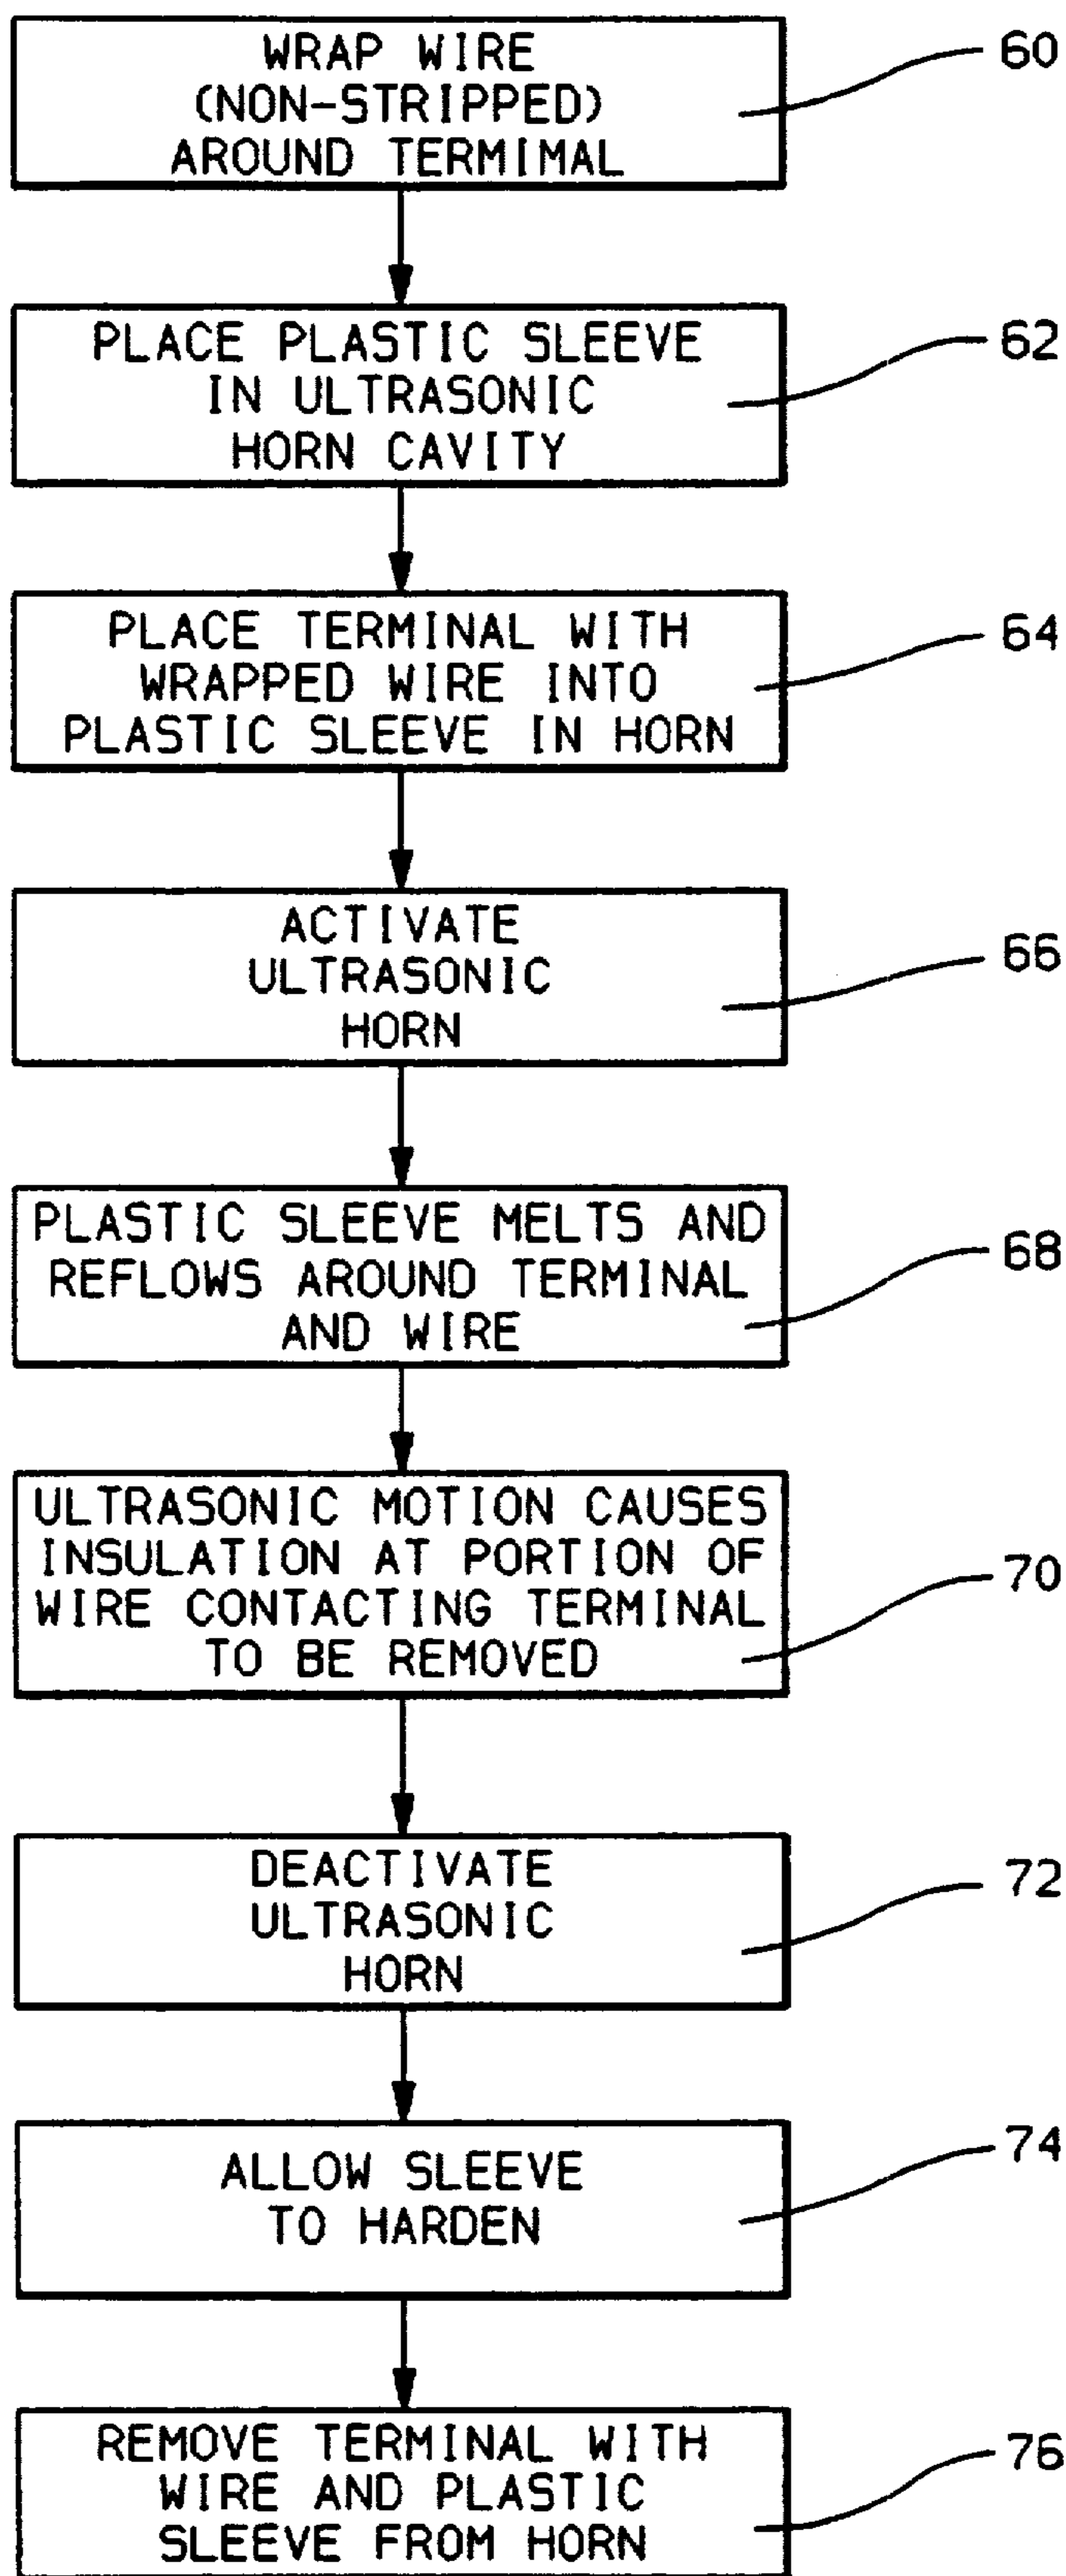 WRAP WIRE
(NON-STRIPPED)
AROUND TERMIMAL
60
PLACE PLASTIC SLEEVE
IN ULTRASONIC
HORN CAVITY
62
PLACE TERMINAL WITH
WRAPPED WIRE INTO
PLASTIC SLEEVE IN HORN
64
ACTIVATE
ULTRASONIC
HORN
66
PLASTIC SLEEVE MELTS AND
REFLOWS AROUND TERMINAL
AND WIRE
68
ULTRASONIC MOTION CAUSES
INSULATION AT PORTION OF
WIRE CONTACTING TERMINAL
TO BE REMOVED
70
DEACTIVATE
ULTRASONIC
HORN
72
ALLOW SLEEVE
TO HARDEN
74
REMOVE TERMINAL WITH
WIRE AND PLASTIC
SLEEVE FROM HORN
76